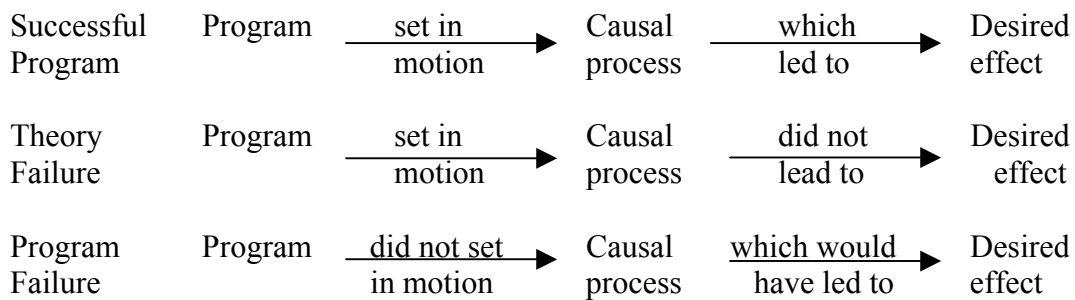 Successful Program set in Causal which Desired
Program motion process led to effect
Theory Program set in Causal did not Desired
Failure motion process lead to effect
Program Program did not set Causal which would Desired
Failure in motion process have led to effect